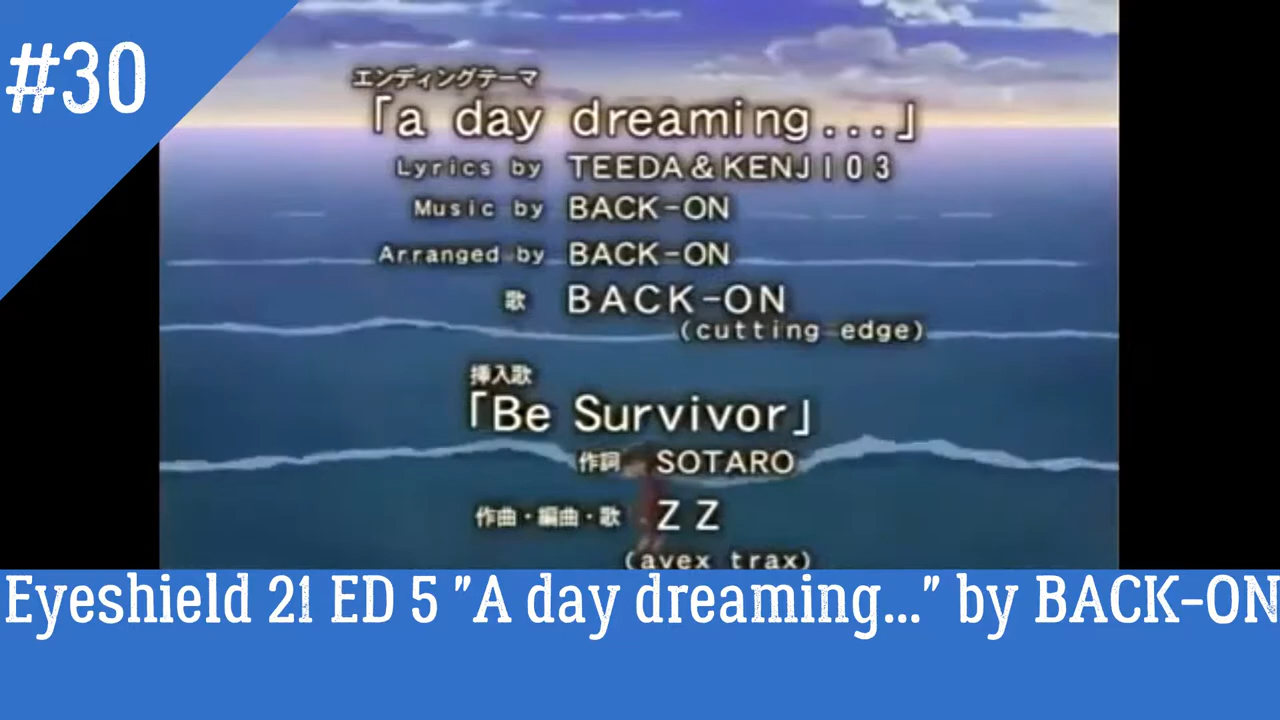 #30
エンディングテーマ
「a day dreaming...」
Lyrics by TEEDA&KENJI03
Music by BACK-ON
Arranged by BACK-ON
歌 BACK-ON
(cutting edge)
挿入歌
「Be Survivor」
作詞 SOTARO
作曲・編曲・歌 ZZ
(avex trax)
Eyeshield 21 ED 5 "A day dreaming..." by BACK-ON